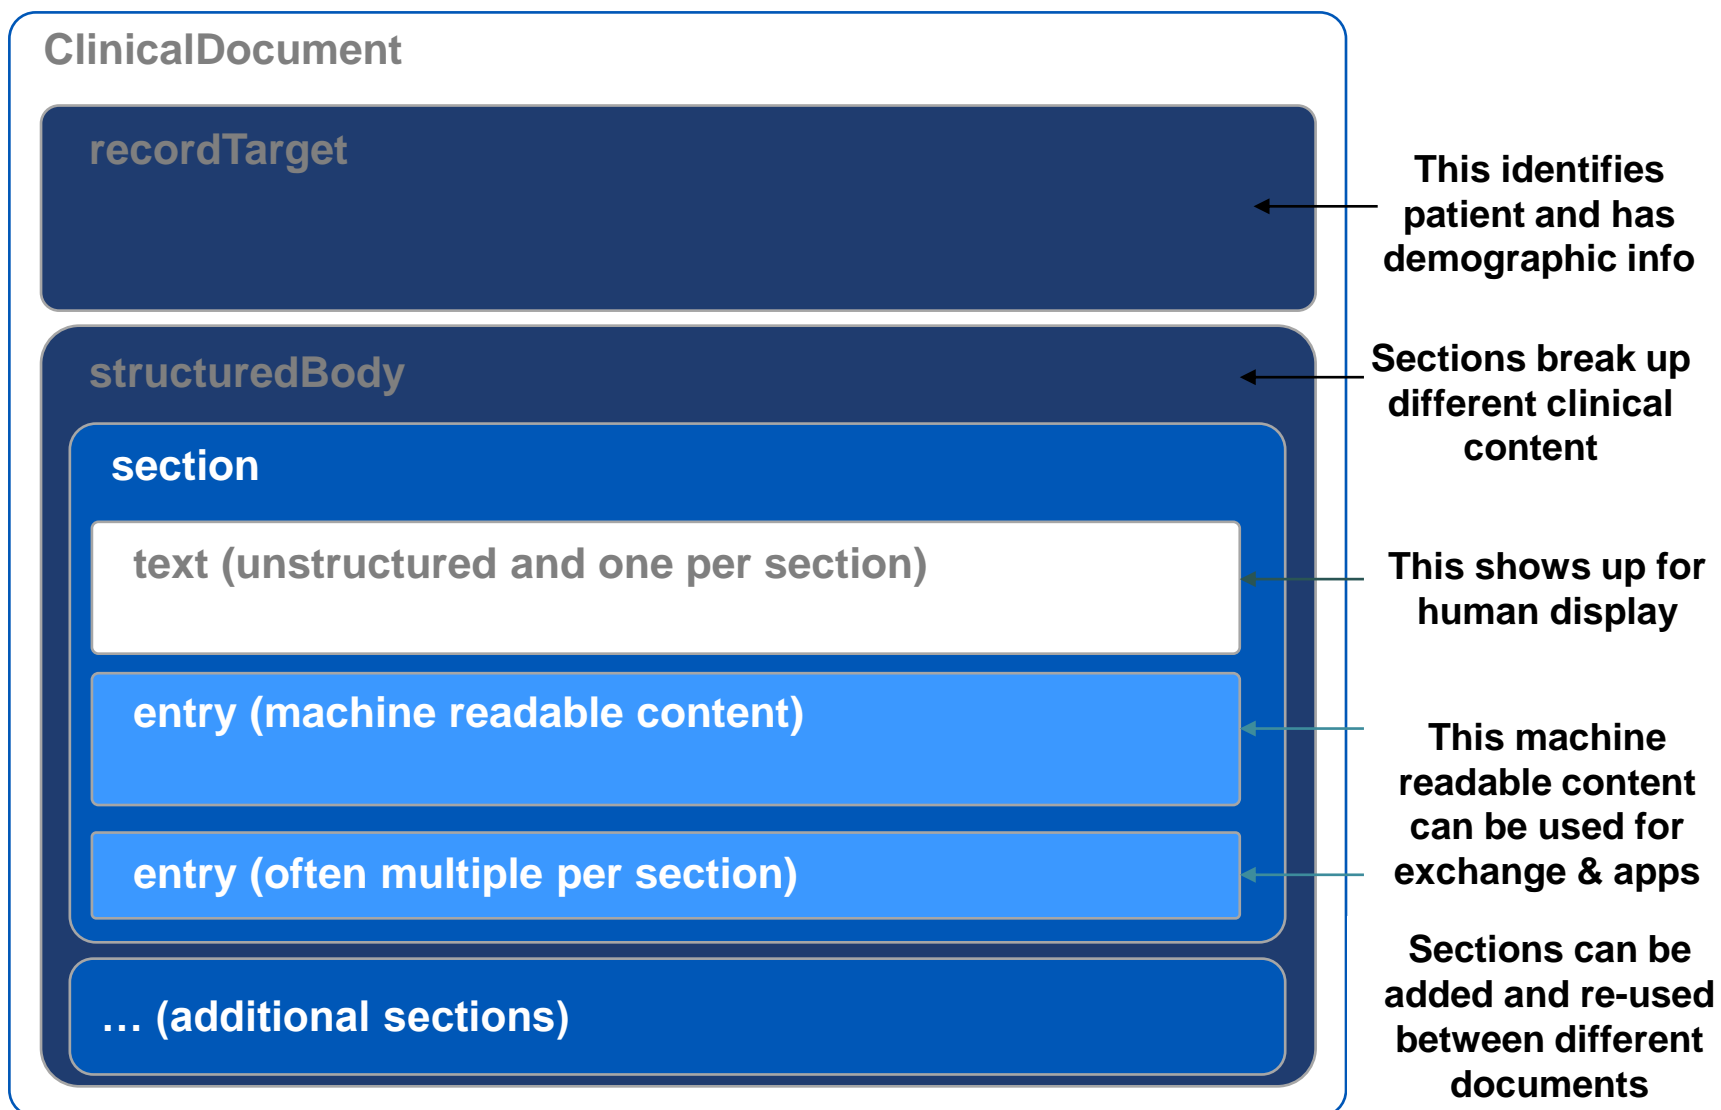 ClinicalDocument
recordTarget
This identifies
patient and has
demographic info
structuredBody
Sections break up
different clinical
content
section
text (unstructured and one per section)
This shows up for
human display
entry (machine readable content)
This machine
readable content
can be used for
exchange & apps
entry (often multiple per section)
… (additional sections)
Sections can be
added and re-used
between different
documents